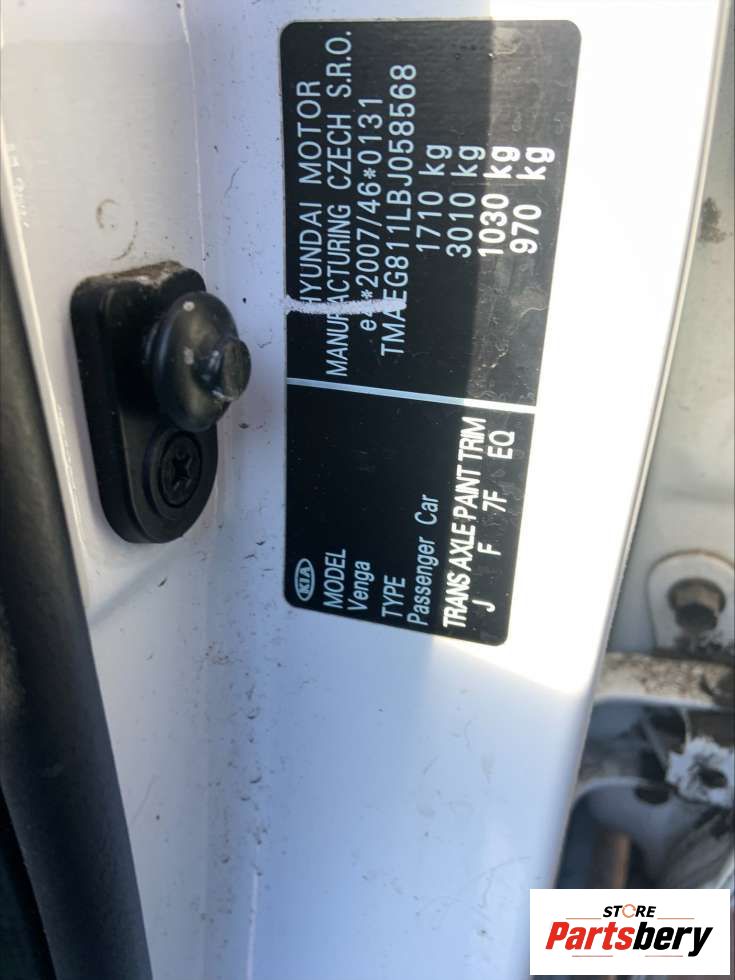 HYUNDAI MOTOR
MANUFACTURING CZECH S.R.O.
e4*2007/46*0131
TMAEG811LBJ058568
1710 kg
3010 kg
1030 kg
970 kg
KIA
MODEL
Venga
TYPE
Passenger Car
TRANS AXLE PAINT TRIM
J F 7F EQ
STORE
Partsbery